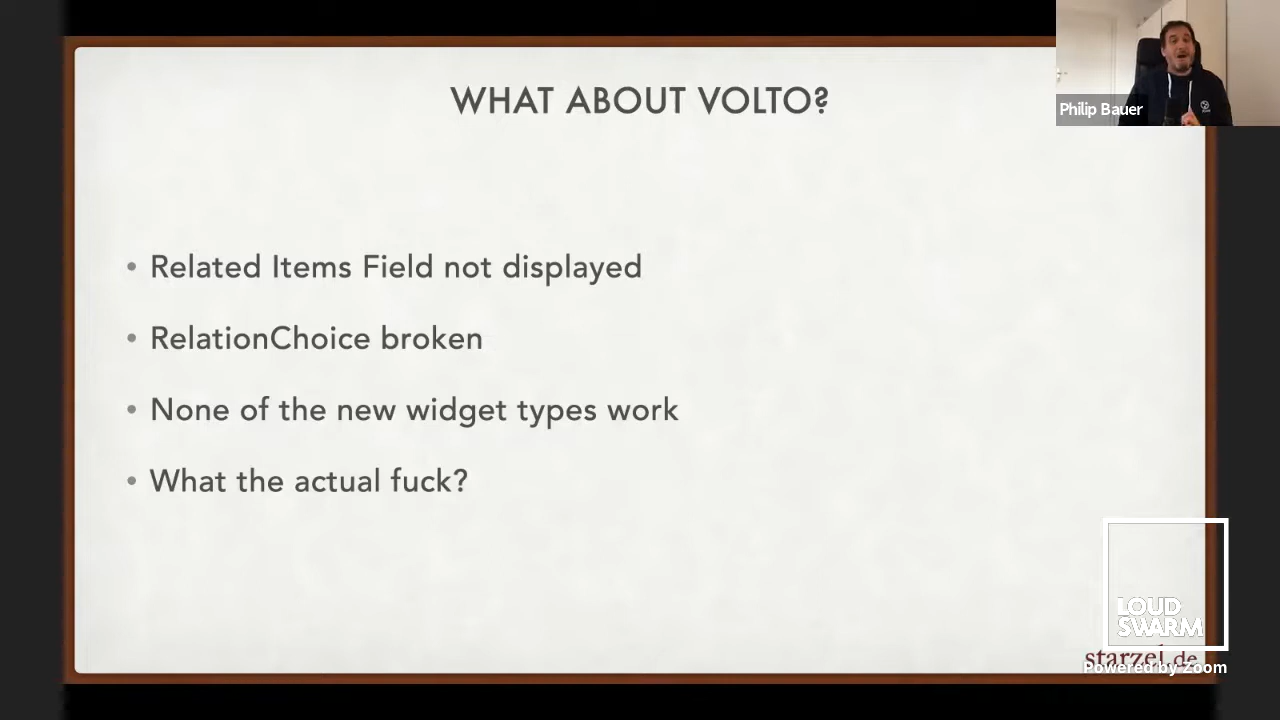 WHAT ABOUT VOLTO?
Philip Bauer
• Related Items Field not displayed
• RelationChoice broken
• None of the new widget types work
• What the actual fuck?
LOUD
SWARM
starzel.de
Powered by Zoom